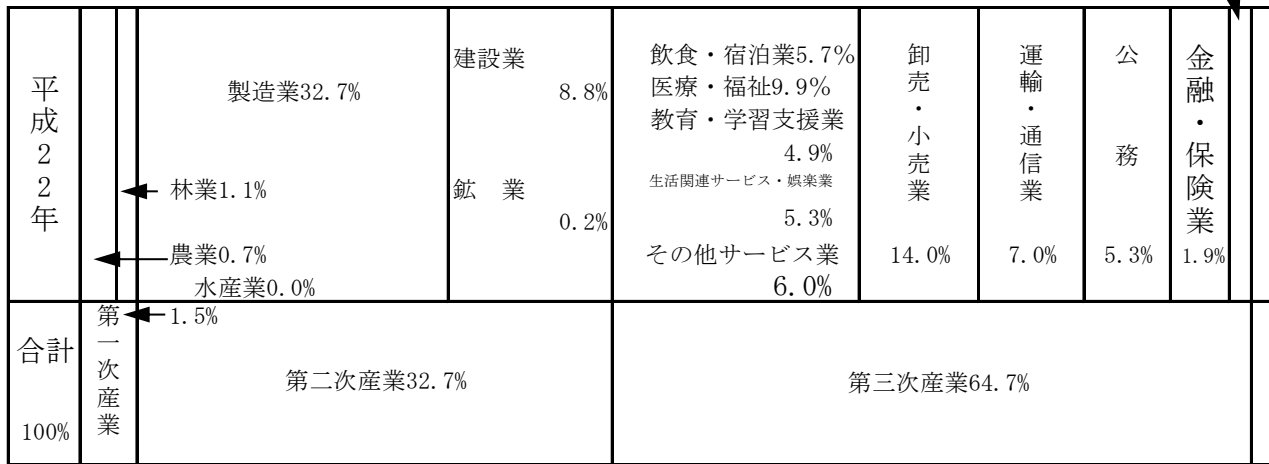 平成22年
製造業32.7%
林業1.1%
農業0.7%
水産業0.0%
建設業
8.8%
鉱　業
0.2%
飲食・宿泊業5.7%
医療・福祉9.9%
教育・学習支援業
4.9%
生活関連サービス・娯楽業
5.3%
その他サービス業
6.0%
卸売・小売業
14.0%
運輸・通信業
7.0%
公　務
5.3%
金融・保険業
1.9%
合計
100%
第一次産業
1.5%
第二次産業32.7%
第三次産業64.7%